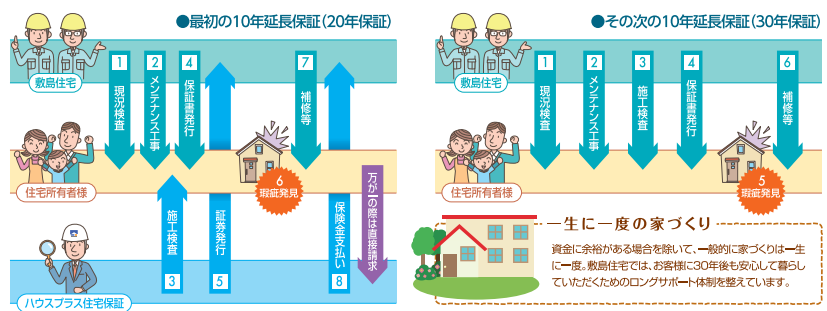 ●最初の10年延長保証(20年保証)
敷島住宅
1
現況検査
2
メンテナンス工事
4
保証書発行
7
補修等
住宅所有者様
6
瑕疵発見
万が一の際は直接請求
施工検査
3
証券発行
5
保険金支払い
8
ハウスプラス住宅保証
●その次の10年延長保証(30年保証)
敷島住宅
1
現況検査
2
メンテナンス工事
3
施工検査
4
保証書発行
6
補修等
住宅所有者様
5
瑕疵発見
一生に一度の家づくり
資金に余裕がある場合を除いて、一般的に家づくりは一生
に一度。敷島住宅では、お客様に30年後も安心して暮らし
ていただくためのロングサポート体制を整えています。